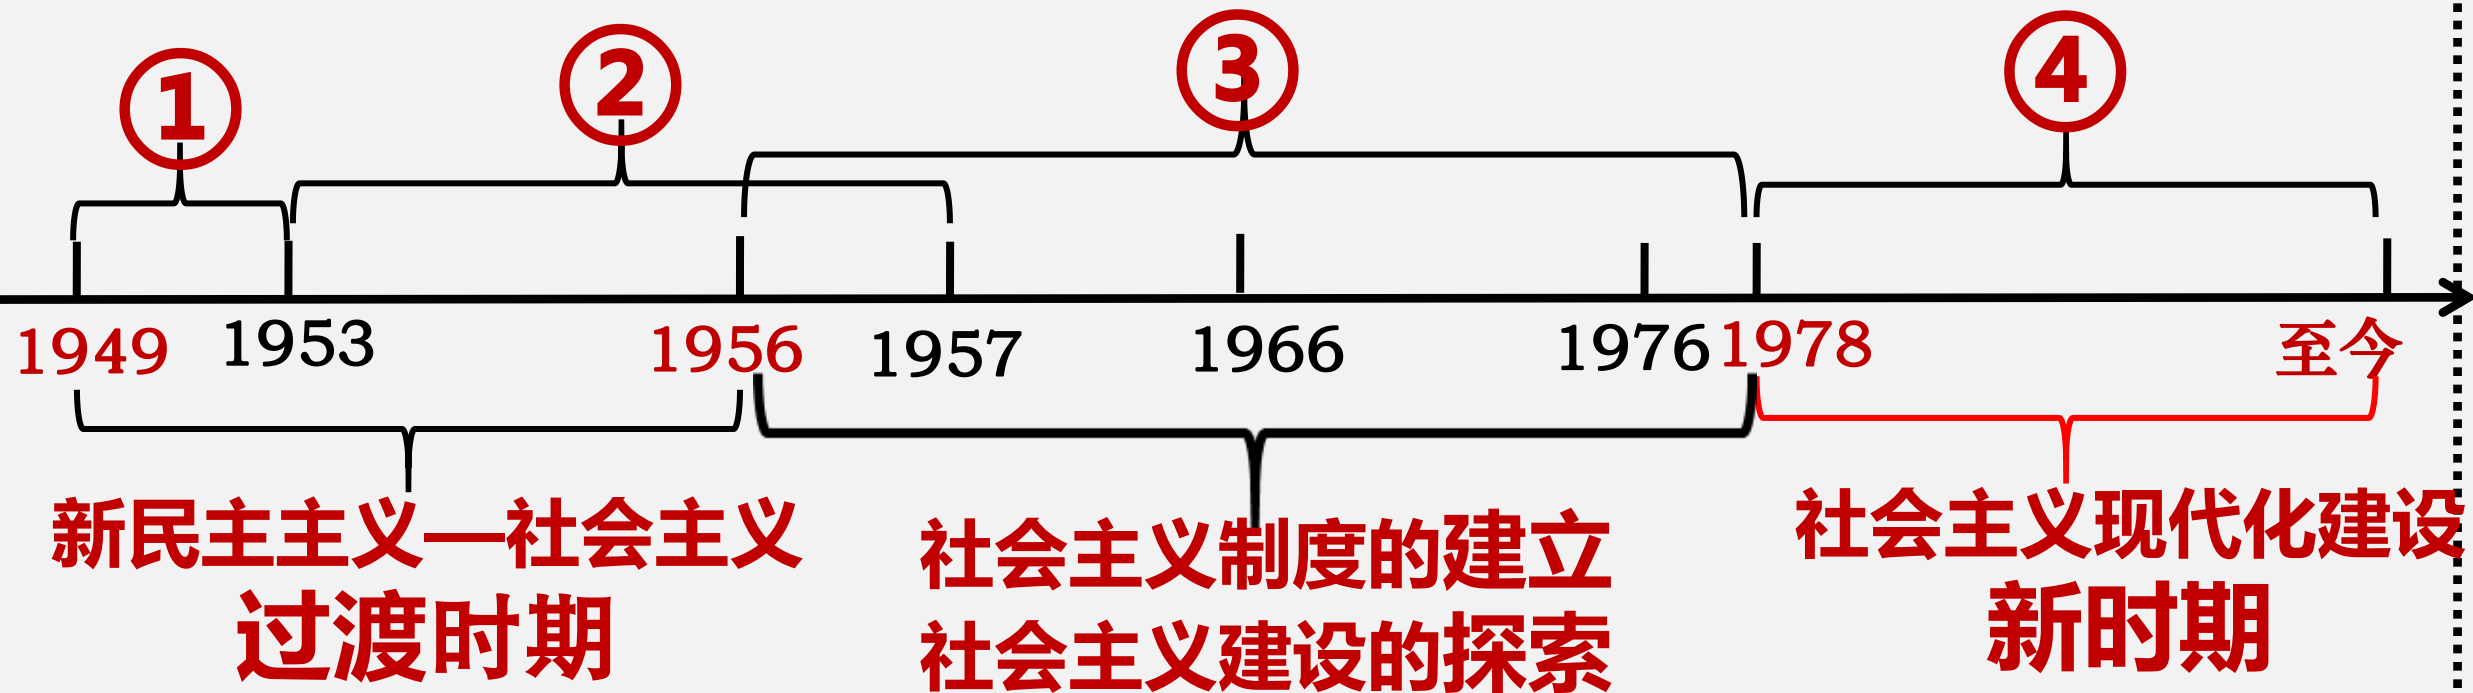 ① ② ③ ④
1949 1953 1956 1957 1966 1976 1978 至今
新民主主义——社会主义
过渡时期
社会主义制度的建立
社会主义建设的探索
社会主义现代化建设
新时期